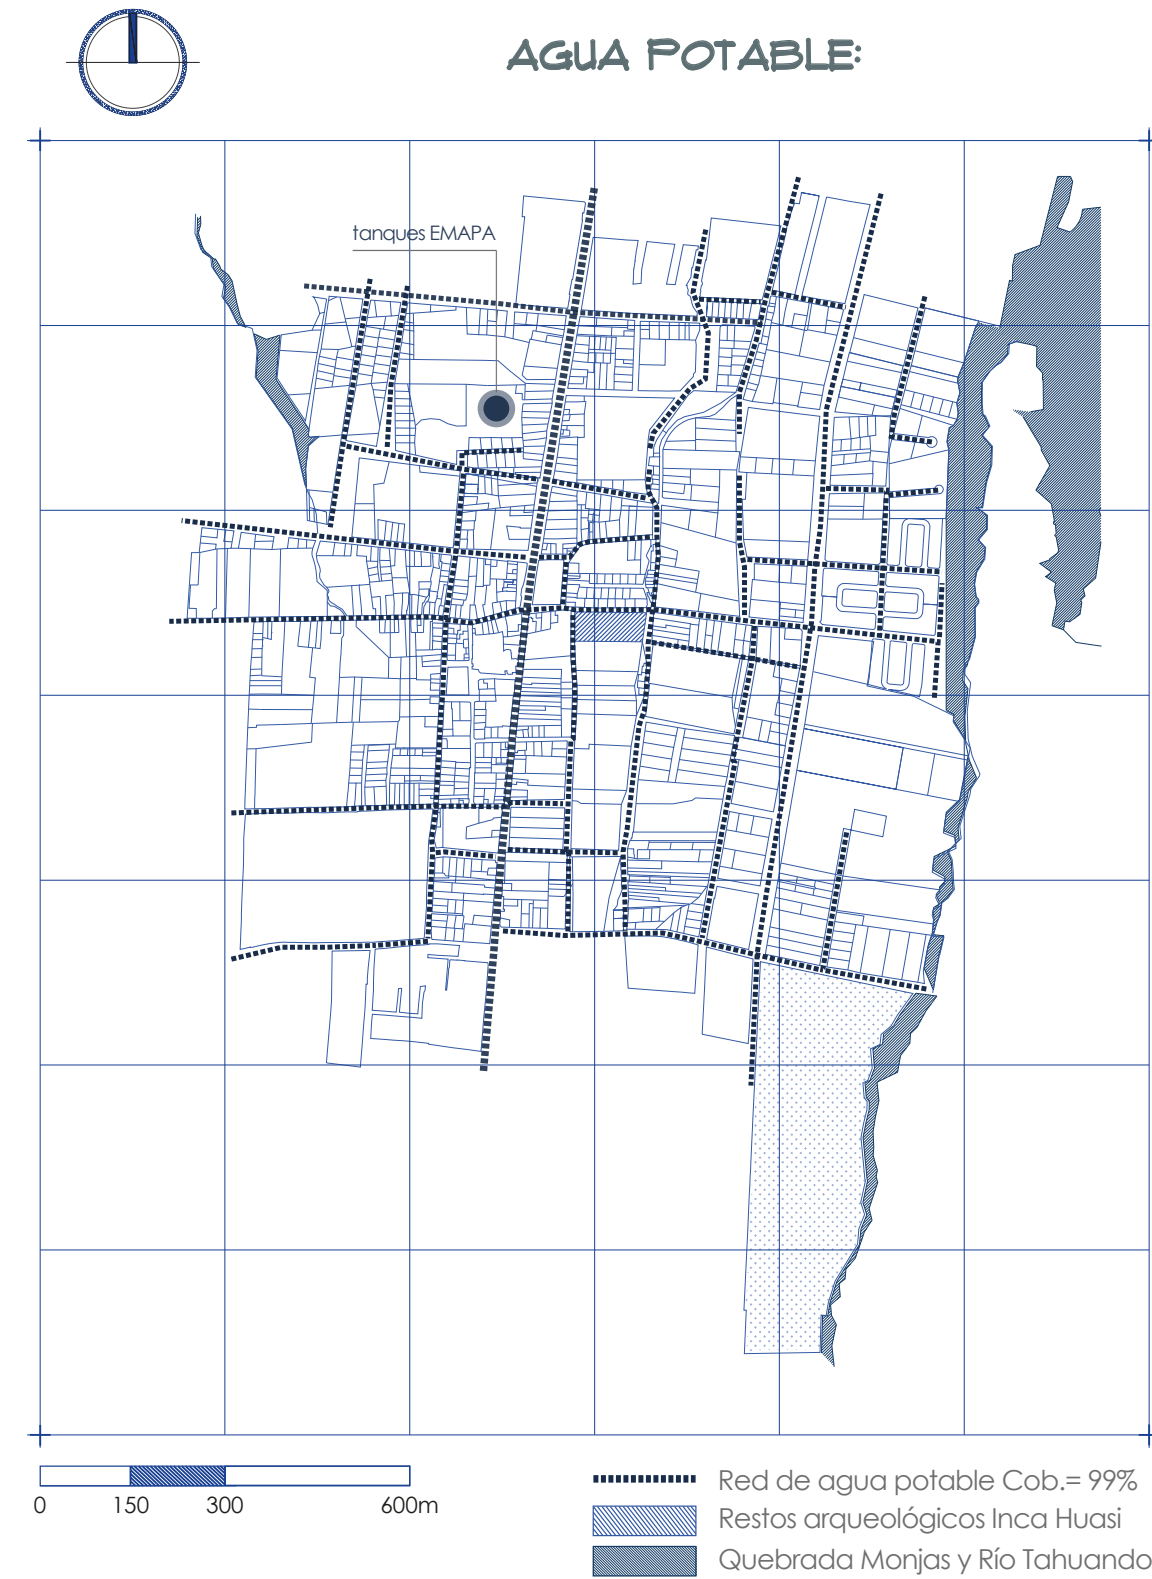 AGUA POTABLE:
tanques EMAPA
0 150 300 600m
Red de agua potable Cob.= 99%
Restos arqueológicos Inca Huasi
Quebrada Monjas y Río Tahuando